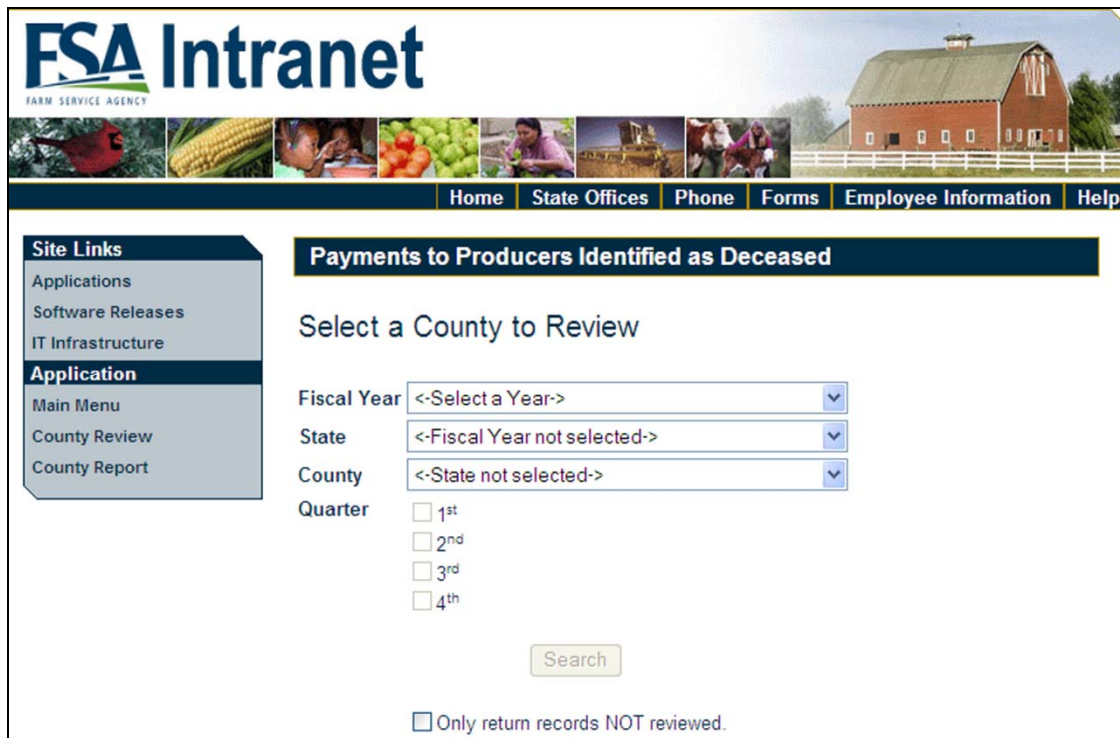 FSA Intranet
FARM SERVICE AGENCY
Home State Offices Phone Forms Employee Information Help
Site Links
Applications
Software Releases
IT Infrastructure
Application
Main Menu
County Review
County Report
Payments to Producers Identified as Deceased
Select a County to Review
Fiscal Year <-Select a Year->
State <-Fiscal Year not selected->
County <-State not selected->
Quarter 1st
2nd
3rd
4th
Search
Only return records NOT reviewed.